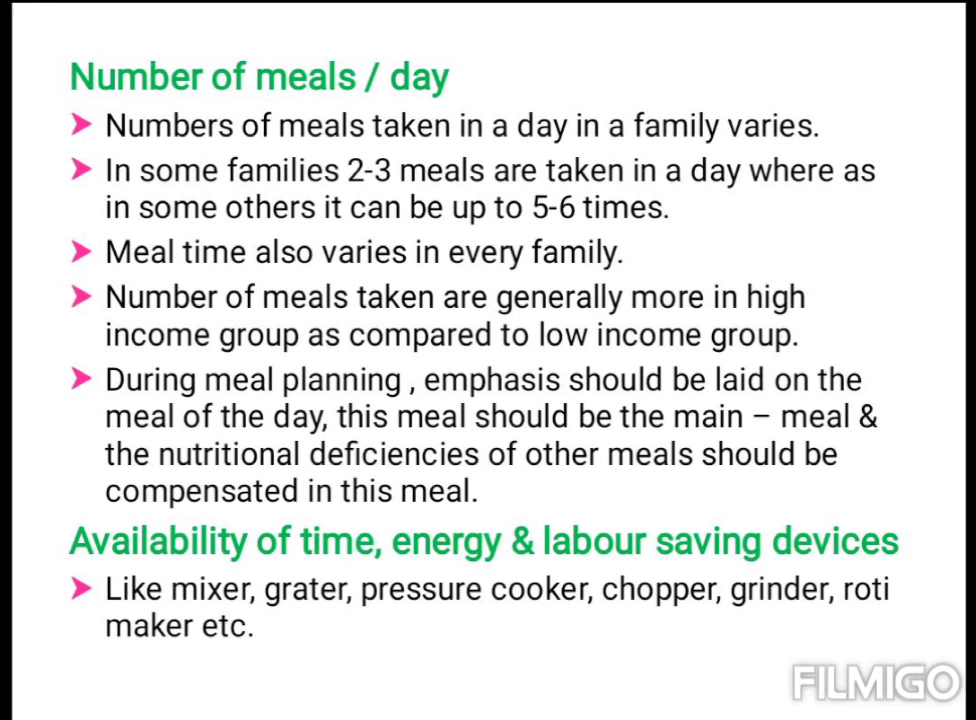 Number of meals / day
➤ Numbers of meals taken in a day in a family varies.
➤ In some families 2-3 meals are taken in a day where as
in some others it can be up to 5-6 times.
➤ Meal time also varies in every family.
➤ Number of meals taken are generally more in high
income group as compared to low income group.
➤ During meal planning , emphasis should be laid on the
meal of the day, this meal should be the main – meal &
the nutritional deficiencies of other meals should be
compensated in this meal.
Availability of time, energy & labour saving devices
➤ Like mixer, grater, pressure cooker, chopper, grinder, roti
maker etc.
FILMIGO